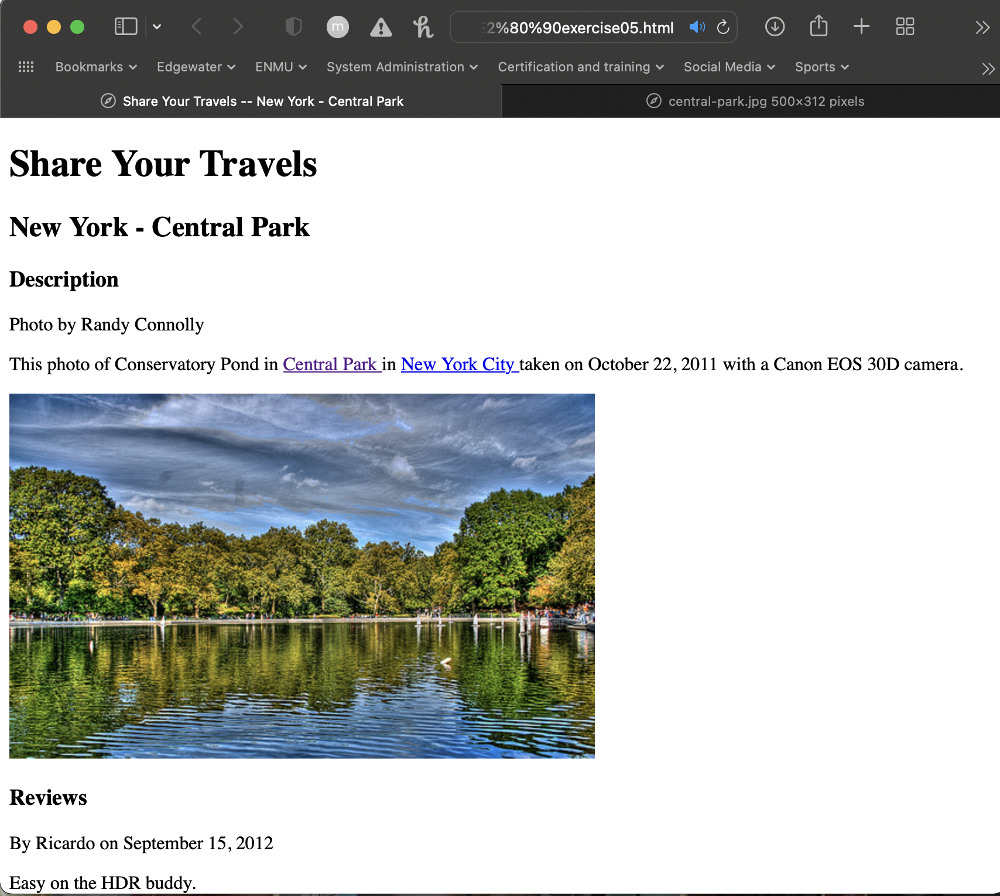 m
2%80%90exercise05.html
Bookmarks Edgewater ENMU System Administration Certification and training Social Media Sports
Share Your Travels -- New York - Central Park
central-park.jpg 500×312 pixels
Share Your Travels
New York - Central Park
Description
Photo by Randy Connolly
This photo of Conservatory Pond in Central Park in New York City taken on October 22, 2011 with a Canon EOS 30D camera.
Reviews
By Ricardo on September 15, 2012
Easy on the HDR buddy.